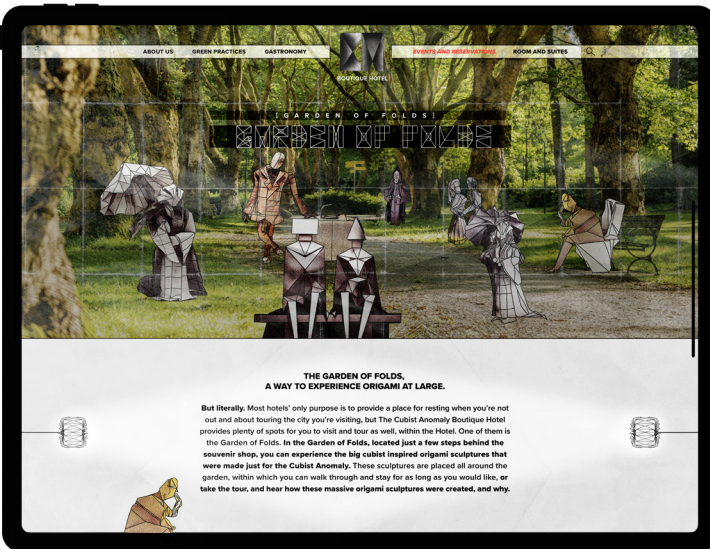 ABOUT US GREEN PRACTICES GASTRONOMY EVENTS AND RESERVATIONS ROOM AND SUITES
BOUTIQUE HOTEL
[GARDEN OF FOLDS]
GARDEN OF FOLDS
THE GARDEN OF FOLDS,
A WAY TO EXPERIENCE ORIGAMI AT LARGE.
But literally. Most hotels' only purpose is to provide a place for resting when you're not
out and about touring the city you're visiting, but The Cubist Anomaly Boutique Hotel
provides plenty of spots for you to visit and tour as well, within the Hotel. One of them is
the Garden of Folds. In the Garden of Folds, located just a few steps behind the
souvenir shop, you can experience the big cubist inspired origami sculptures that
were made just for the Cubist Anomaly. These sculptures are placed all around the
garden, within which you can walk through and stay for as long as you would like, or
take the tour, and hear how these massive origami sculptures were created, and why.